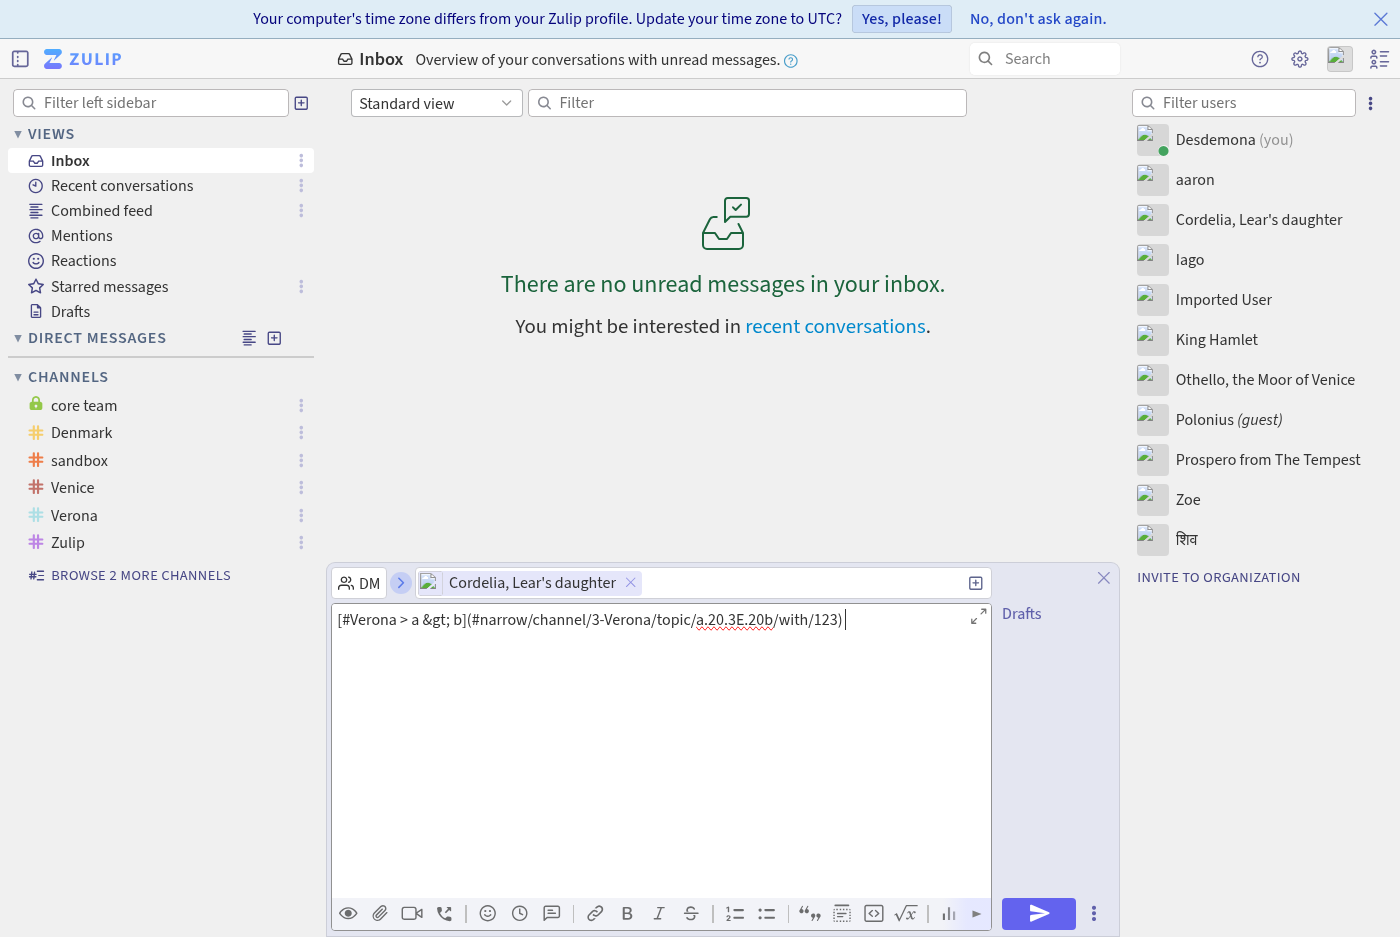 Your computer's time zone differs from your Zulip profile. Update your time zone to UTC? Yes, please! No, don't ask again.
ZULIP
Inbox Overview of your conversations with unread messages.
Search
Filter left sidebar
VIEWS
Inbox
Recent conversations
Combined feed
Mentions
Reactions
Starred messages
Drafts
DIRECT MESSAGES
CHANNELS
core team
Denmark
sandbox
Venice
Verona
Zulip
BROWSE 2 MORE CHANNELS
Standard view
Filter
There are no unread messages in your inbox.
You might be interested in recent conversations.
DM
Cordelia, Lear's daughter
[#Verona > a &gt; b](#narrow/channel/3-Verona/topic/a.20.3E.20b/with/123)
Drafts
Filter users
Desdemona (you)
aaron
Cordelia, Lear's daughter
Iago
Imported User
King Hamlet
Othello, the Moor of Venice
Polonius (guest)
Prospero from The Tempest
Zoe
शिव
INVITE TO ORGANIZATION